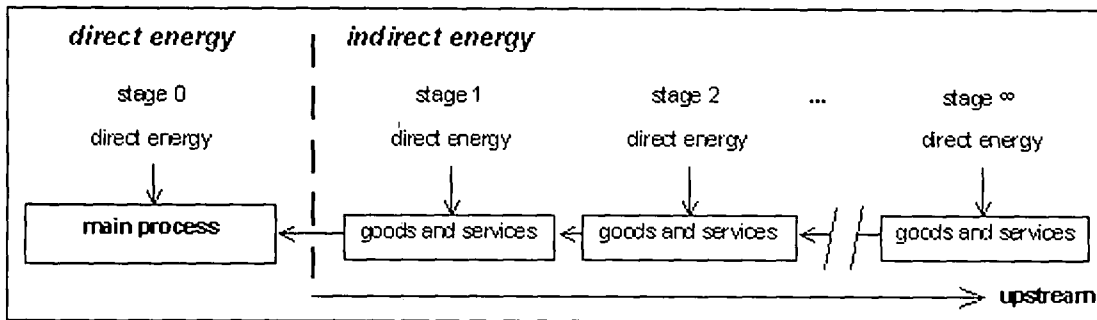 direct energy indirect energy
stage 0 stage 1 stage 2 ... stage ∞
direct energy direct energy direct energy direct energy
main process goods and services goods and services goods and services
upstream